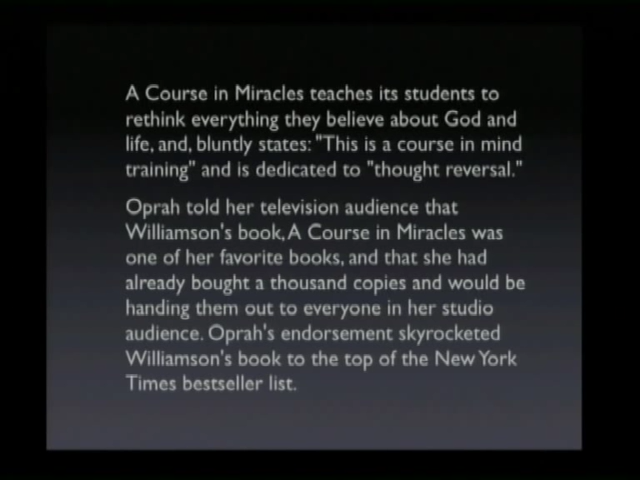 A Course in Miracles teaches its students to
rethink everything they believe about God and
life, and, bluntly states: "This is a course in mind
training" and is dedicated to "thought reversal."
Oprah told her television audience that
Williamson's book, A Course in Miracles was
one of her favorite books, and that she had
already bought a thousand copies and would be
handing them out to everyone in her studio
audience. Oprah's endorsement skyrocketed
Williamson's book to the top of the New York
Times bestseller list.